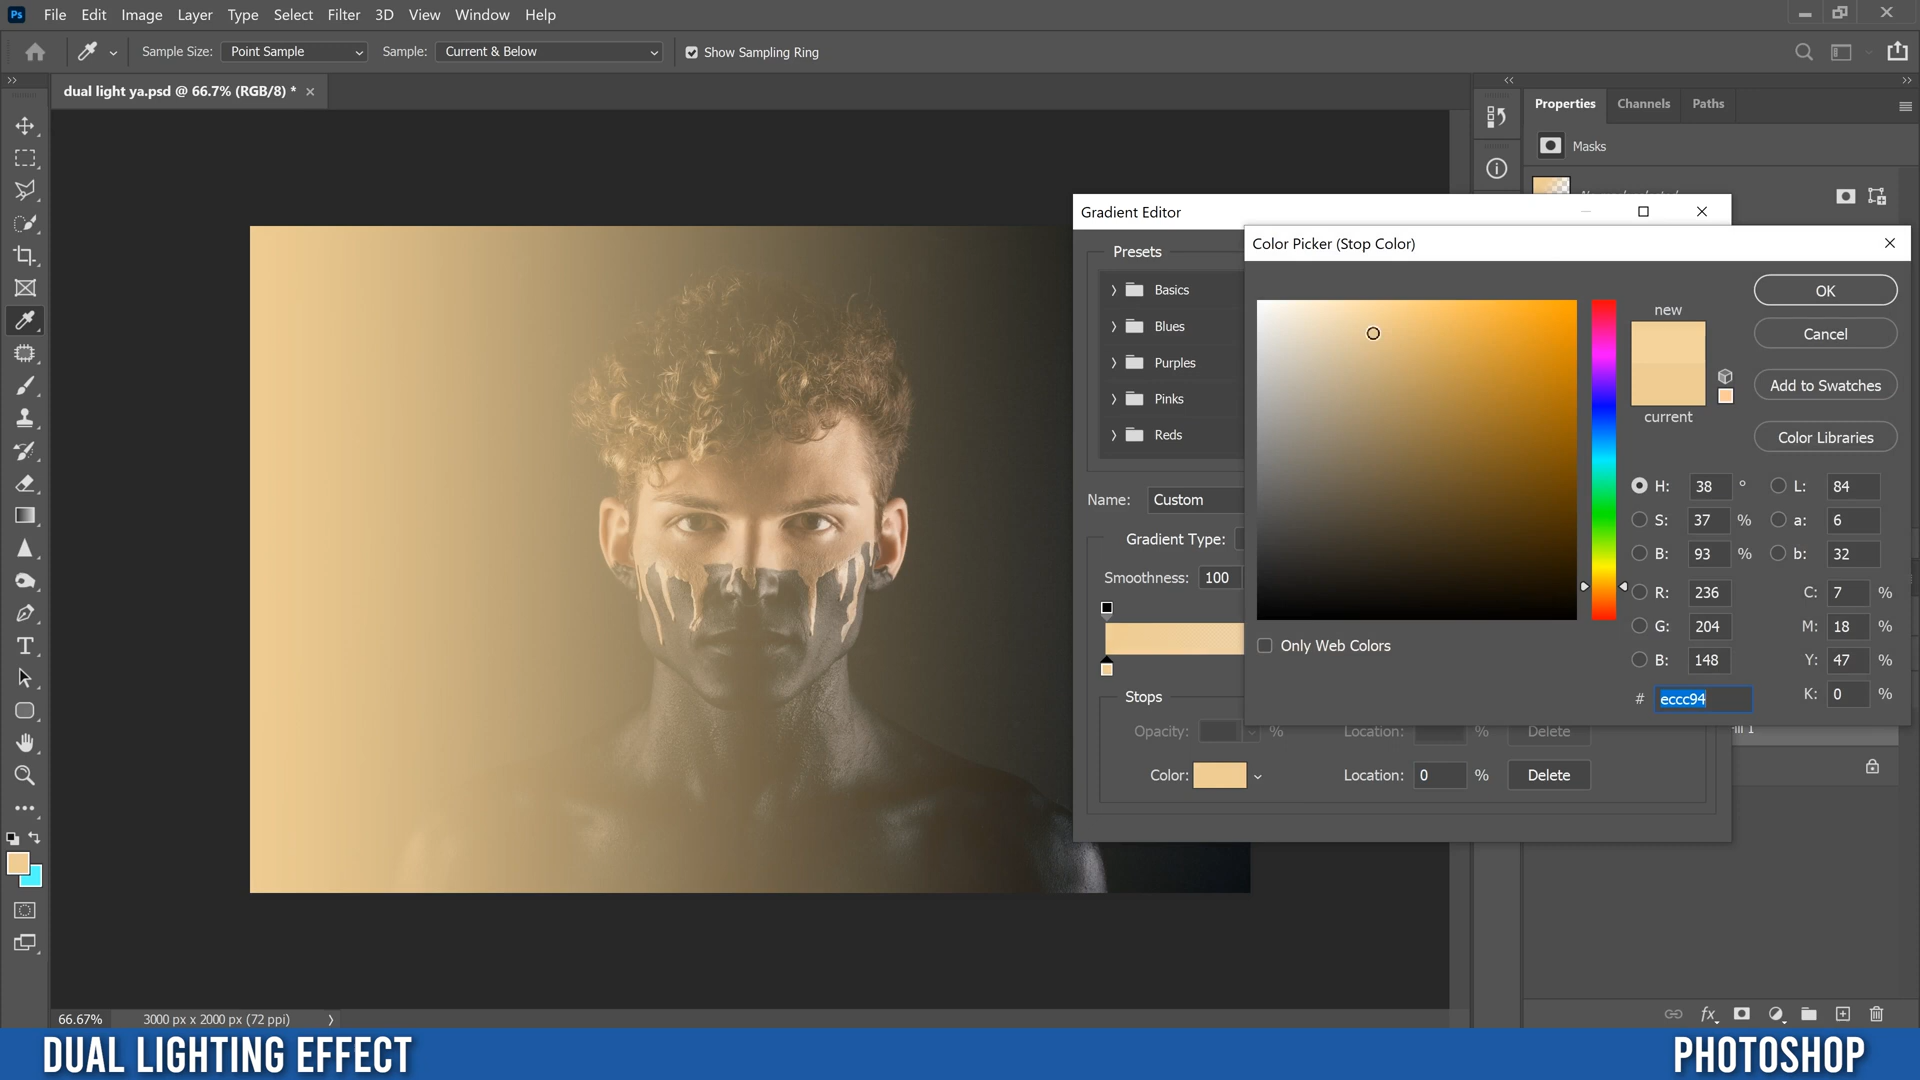 Ps File Edit Image Layer Type Select Filter 3D View Window Help
Sample Size: Point Sample Sample: Current & Below Show Sampling Ring
dual light ya.psd @ 66.7% (RGB/8) *
Properties Channels Paths
Masks
Gradient Editor
Presets
Basics
Blues
Purples
Pinks
Reds
Name: Custom
Gradient Type:
Smoothness: 100
Stops
Opacity: % Location: % Delete
Color: Location: 0 % Delete
Color Picker (Stop Color)
new
current
OK
Cancel
Add to Swatches
Color Libraries
H: 38 ° L: 84
S: 37 % a: 6
B: 93 % b: 32
R: 236 C: 7 %
G: 204 M: 18 %
B: 148 Y: 47 %
# eccc94 K: 0 %
Only Web Colors
T
fx
66.67% 3000 px x 2000 px (72 ppi)
DUAL LIGHTING EFFECT
PHOTOSHOP